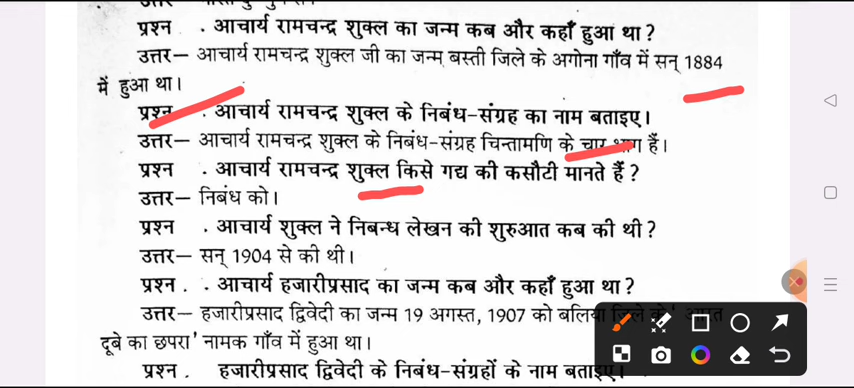 प्रश्न . आचार्य रामचन्द्र शुक्ल का जन्म कब और कहाँ हुआ था?
उत्तर– आचार्य रामचन्द्र शुक्ल जी का जन्म बस्ती जिले के अगोना गाँव में सन् 1884
में हुआ था।
प्रश्न . आचार्य रामचन्द्र शुक्ल के निबंध-संग्रह का नाम बताइए।
उत्तर– आचार्य रामचन्द्र शुक्ल के निबंध-संग्रह चिन्तामणि के चार भाग हैं।
प्रश्न . आचार्य रामचन्द्र शुक्ल किसे गद्य की कसौटी मानते हैं?
उत्तर– निबंध को।
प्रश्न . आचार्य शुक्ल ने निबन्ध लेखन की शुरुआत कब की थी?
उत्तर– सन् 1904 से की थी।
प्रश्न . . आचार्य हजारीप्रसाद का जन्म कब और कहाँ हुआ था?
उत्तर– हजारीप्रसाद द्विवेदी का जन्म 19 अगस्त, 1907 को बलिया जिले के
दूबे का छपरा' नामक गाँव में हुआ था।
प्रश्न . हजारीप्रसाद द्विवेदी के निबंध-संग्रहों के नाम बताइए।